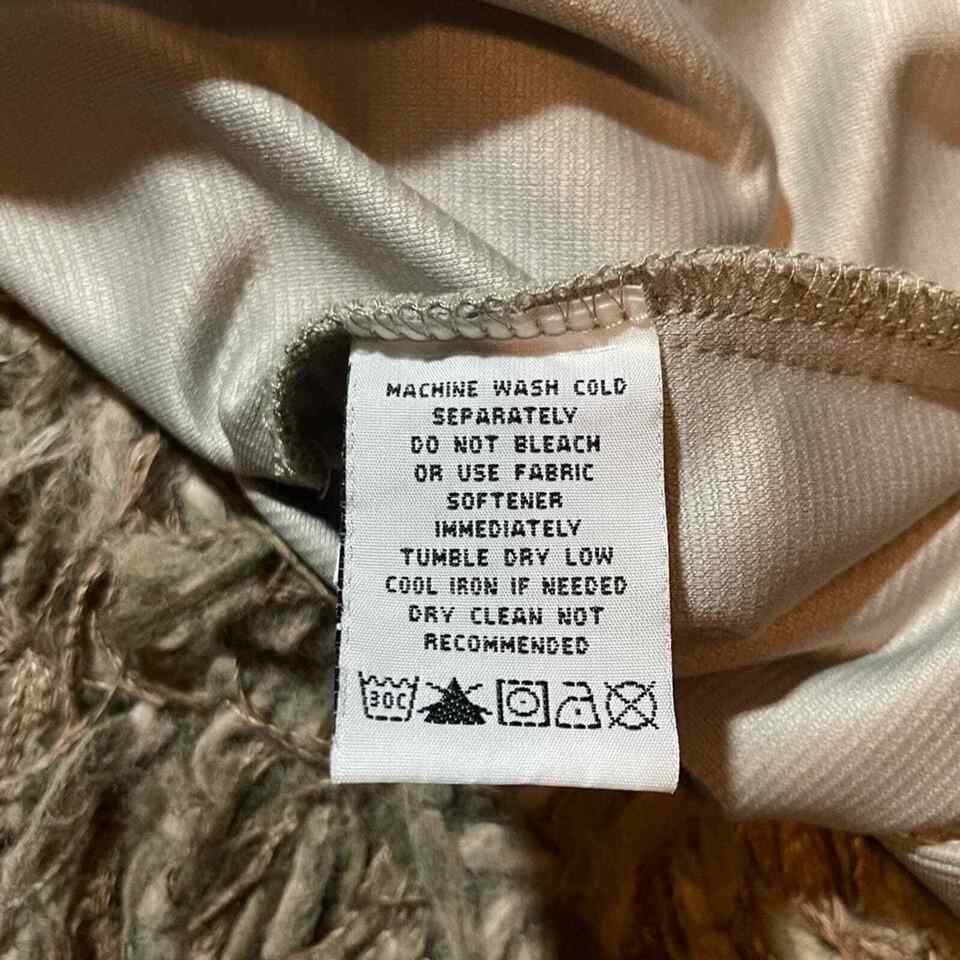 MACHINE WASH COLD
SEPARATELY
DO NOT BLEACH
OR USE FABRIC
SOFTENER
IMMEDIATELY
TUMBLE DRY LOW
COOL IRON IF NEEDED
DRY CLEAN NOT
RECOMMENDED
30C